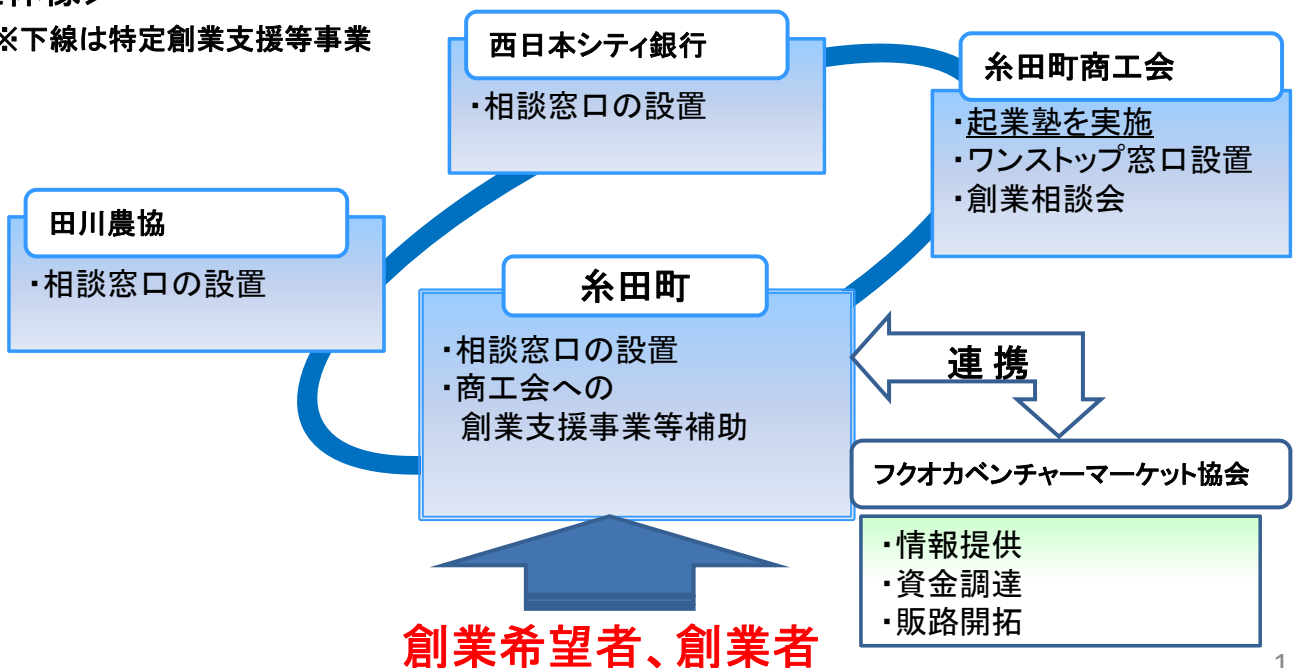 ※下線は特定創業支援等事業
西日本シティ銀行
・相談窓口の設置
糸田町商工会
・起業塾を実施
・ワンストップ窓口設置
・創業相談会
田川農協
・相談窓口の設置
糸田町
・相談窓口の設置
・商工会への
創業支援事業等補助
連携
フクオカベンチャーマーケット協会
・情報提供
・資金調達
・販路開拓
創業希望者、創業者
1